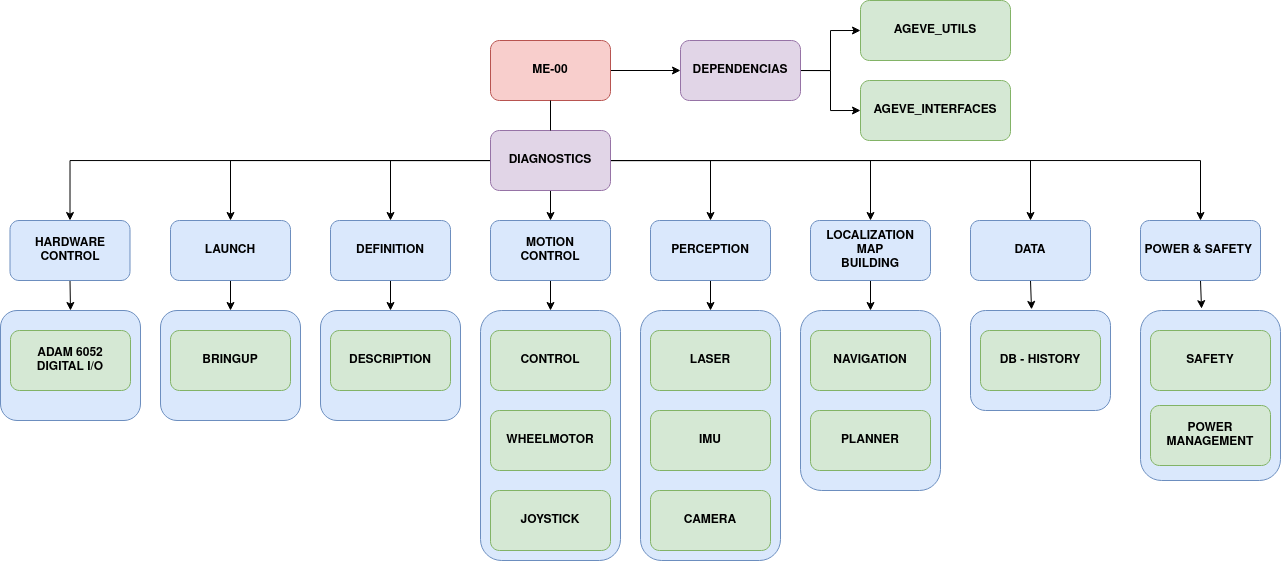 AGEVE_UTILS
ME-00
DEPENDENCIAS
AGEVE_INTERFACES
DIAGNOSTICS
HARDWARE
CONTROL
LAUNCH
DEFINITION
MOTION
CONTROL
PERCEPTION
LOCALIZATION
MAP
BUILDING
DATA
POWER & SAFETY
ADAM 6052
DIGITAL I/O
BRINGUP
DESCRIPTION
CONTROL
LASER
NAVIGATION
DB - HISTORY
SAFETY
WHEELMOTOR
IMU
PLANNER
POWER
MANAGEMENT
JOYSTICK
CAMERA